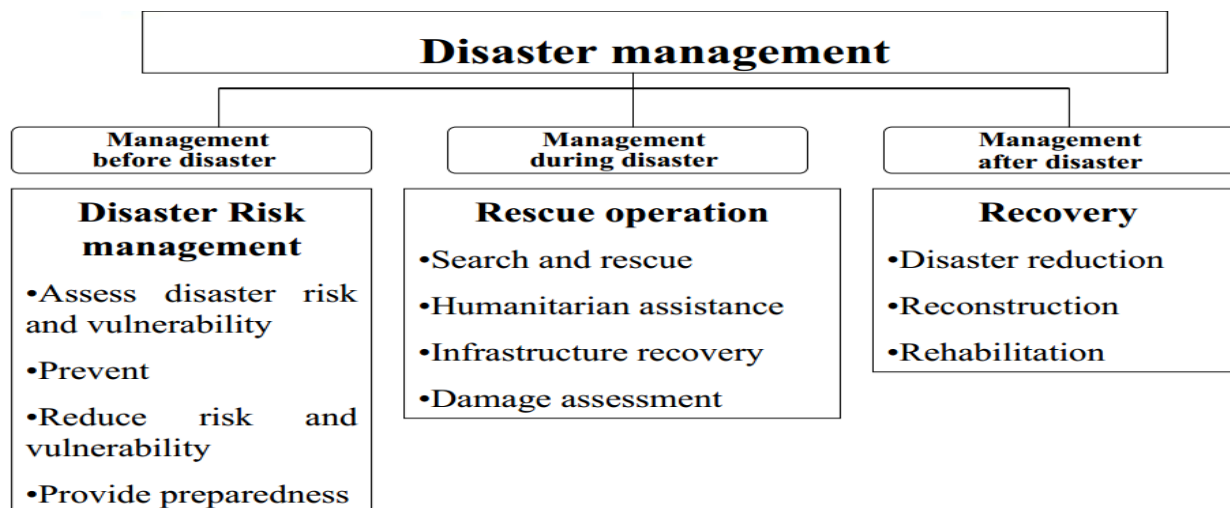 Disaster management
Management
before disaster
Management
during disaster
Management
after disaster
Disaster Risk
management
•Assess disaster risk
and vulnerability
•Prevent
•Reduce risk and
vulnerability
•Provide preparedness
Rescue operation
•Search and rescue
•Humanitarian assistance
•Infrastructure recovery
•Damage assessment
Recovery
•Disaster reduction
•Reconstruction
•Rehabilitation